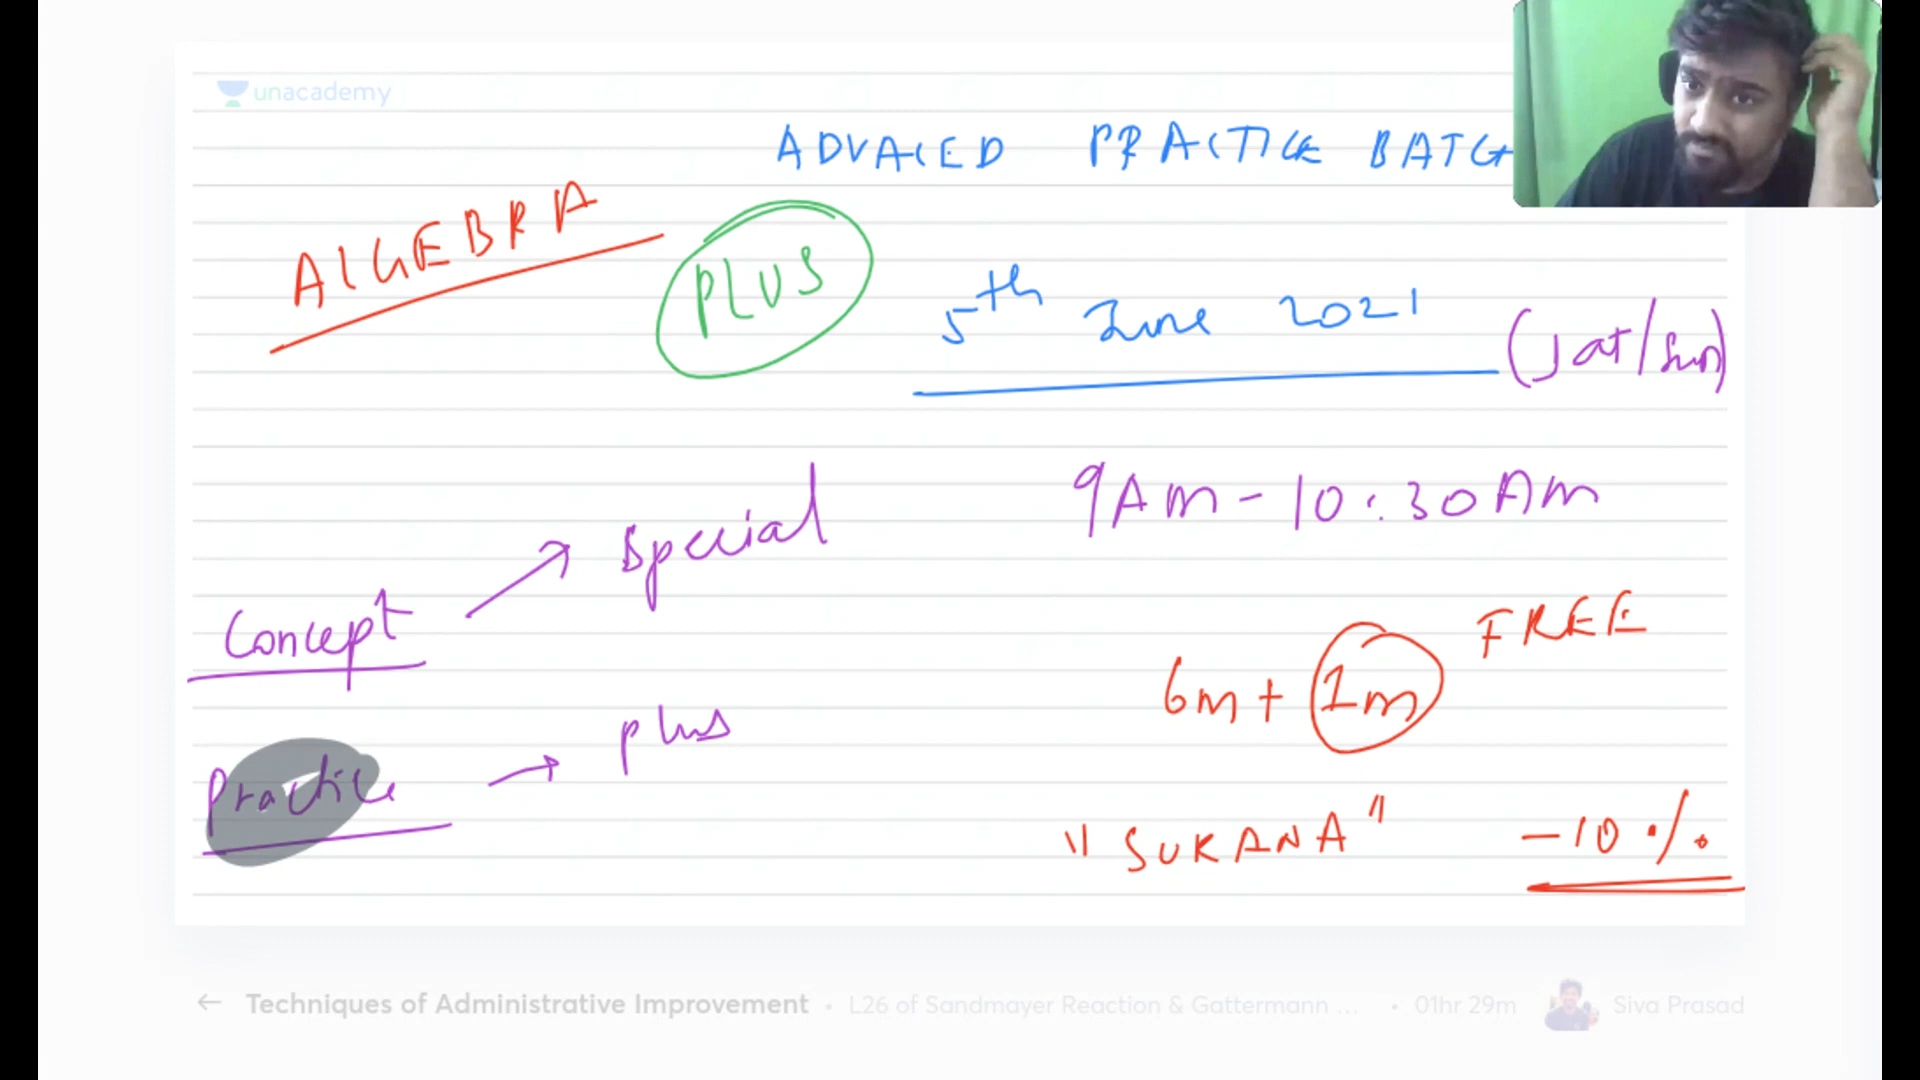 unacademy
ADVACED PRACTICE BATCH
ALGEBRA
PLUS
5th June 2021
(Sat/Sun)
9AM-10:30AM
Special
Concept
FREE
6m + 1m
plus
Practice
"SUKANA" -10%
← Techniques of Administrative Improvement • L26 of Sandmayer Reaction & Gattermann ... • 01hr 29m Siva Prasad